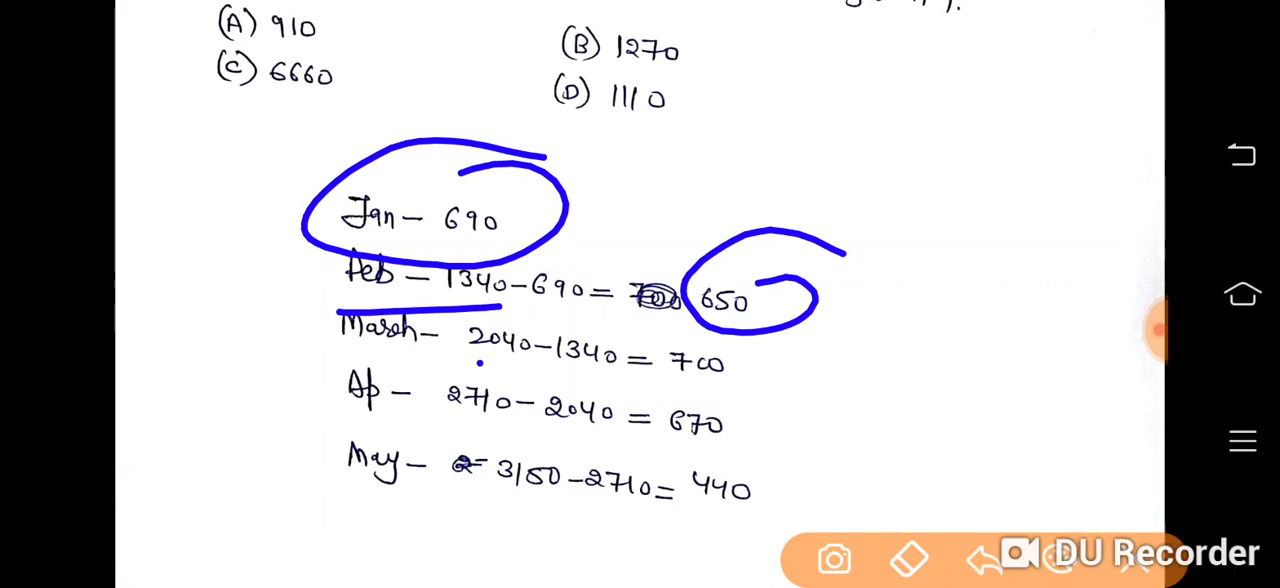 (A) 910
(B) 1270
(C) 6660
(D) 1110
Jan - 690
Feb - 1340 - 690 = 650
March - 2040 - 1340 = 700
Ap - 2710 - 2040 = 670
May - 3150 - 2710 = 440
DU Recorder